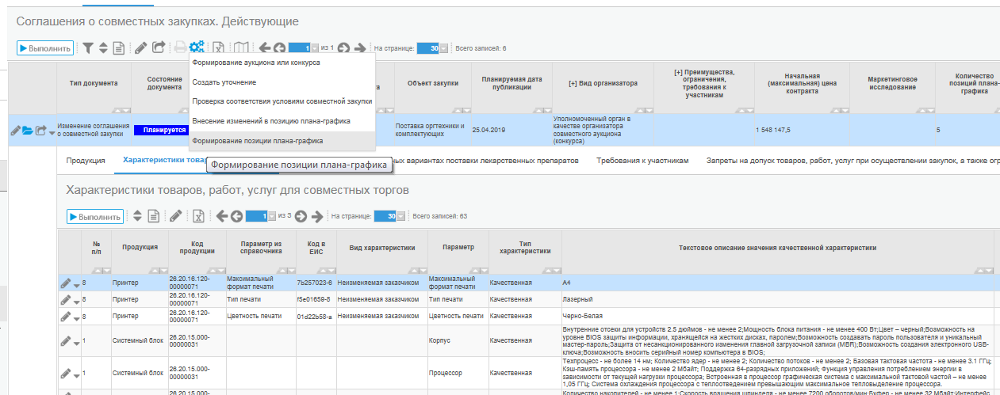 Соглашения о совместных закупках. Действующие
Выполнить
1 из 1
На странице: 30
Всего записей: 6
Формирование аукциона или конкурса
Создать уточнение
Проверка соответствия условиям совместной закупки
Внесение изменений в позицию плана-графика
Формирование позиции плана-графика
Тип документа
Состояние документа
Объект закупки
Планируемая дата публикации
[+] Вид организатора
[+] Преимущества, ограничения, требования к участникам
Начальная (максимальная) цена контракта
Маркетинговое исследование
Количество позиций плана-графика
Изменение соглашения о совместной закупки
Планируется
Поставка оргтехники и комплектующих
25.04.2019
Уполномоченный орган в качестве организатора совместного аукциона (конкурса)
1 548 147,5
5
Продукция
Характеристики това
Формирование позиции плана-графика
ных вариантах поставки лекарственных препаратов
Требования к участникам
Запреты на допуск товаров, работ, услуг при осуществлении закупок, а также огр
Характеристики товаров, работ, услуг для совместных торгов
Выполнить
1 из 3
На странице: 30
Всего записей: 63
№ п/п
Продукция
Код продукции
Параметр из справочника
Код в ЕИС
Вид характеристики
Параметр
Тип характеристики
Текстовое описание значения качественной характеристики
8 Принтер 26.20.16.120-00000071 Максимальный формат печати 7b257023-6 Неизменяемая заказчиком Максимальный формат печати Качественная A4
8 Принтер 26.20.16.120-00000071 Тип печати f5e01659-8 Неизменяемая заказчиком Тип печати Качественная Лазерный
8 Принтер 26.20.16.120-00000071 Цветность печати 01d22b58-a Неизменяемая заказчиком Цветность печати Качественная Черно-Белая
1 Системный блок 26.20.15.000-00000031 Корпус Качественная
Внутренние отсеки для устройств 2.5 дюймов - не менее 2;Мощность блока питания - не менее 400 Вт;Цвет – черный;Возможность на
уровне BIOS защиты информации, хранящейся на жестких дисках, паролем;Возможность создавать пароль пользователя и уникальный
мастер-пароль;Защита от несанкционированного изменения главной загрузочной записи (MBR);Возможность создания электронного USB-
ключа;Возможность вносить серийный номер компьютера в BIOS;
1 Системный блок 26.20.15.000-00000031 Процессор Качественная
Техпроцесс - не более 14 нм; Количество ядер - не менее 2; Количество потоков - не менее 2; Базовая тактовая частота - не менее 3.1 ГГц;
Кэш-память процессора - не менее 2 Мбайт; Поддержка 64-разрядных приложений; Функция управления потреблением энергии в
зависимости от текущей нагрузки процессора; Встроенная в процессор графическая система с максимальной тактовой частой – не менее
1,05 ГГц; Система охлаждения процессора с теплоотведением превышающим максимальное тепловыделение процессора.
26.20.15.000-
Количество накопителей - не менее 1;Скорость вращения шпинделя - не менее 7200 оборотов/мин;Буфер - не менее 32 Мбайт;Интерфейс